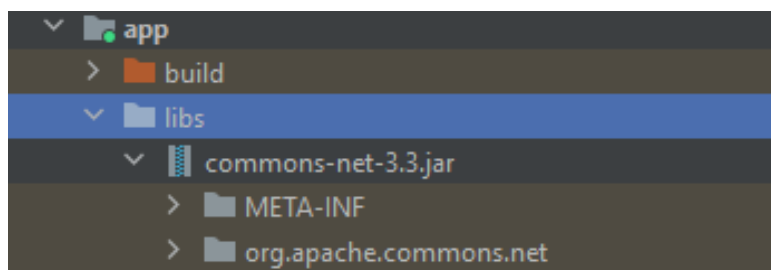 app
build
libs
commons-net-3.3.jar
META-INF
org.apache.commons.net